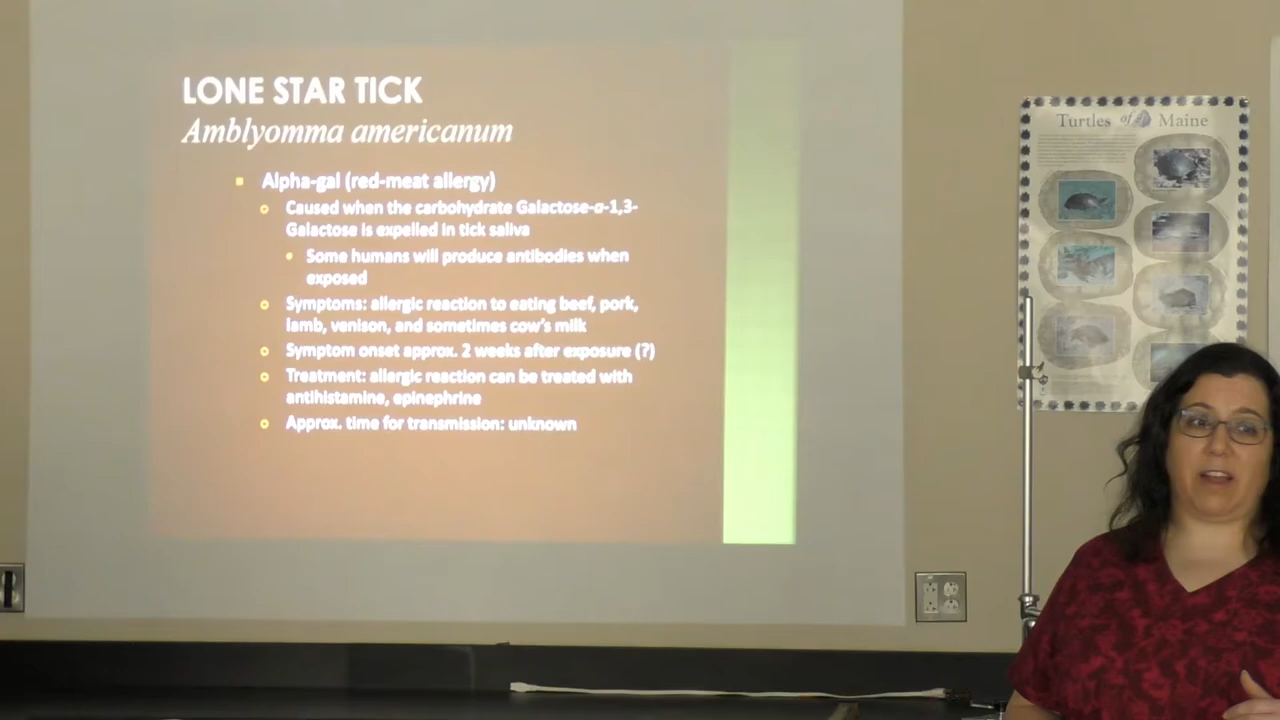 LONE STAR TICK
Amblyomma americanum
Alpha-gal (red-meat allergy)
Caused when the carbohydrate Galactose-α-1,3-
Galactose is expelled in tick saliva
Some humans will produce antibodies when
exposed
Symptoms: allergic reaction to eating beef, pork,
lamb, venison, and sometimes cow's milk
Symptom onset approx. 2 weeks after exposure (?)
Treatment: allergic reaction can be treated with
antihistamine, epinephrine
Approx. time for transmission: unknown
Turtles of Maine